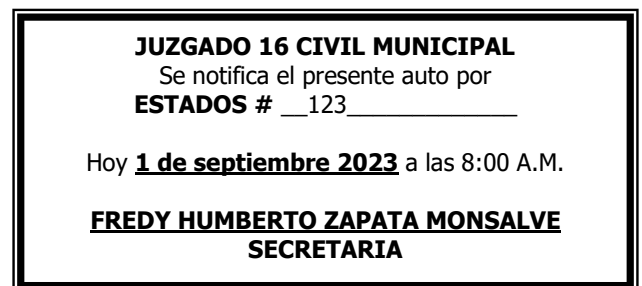 JUZGADO 16 CIVIL MUNICIPAL
Se notifica el presente auto por
ESTADOS # __123_____________
Hoy 1 de septiembre 2023 a las 8:00 A.M.
FREDY HUMBERTO ZAPATA MONSALVE
SECRETARIA